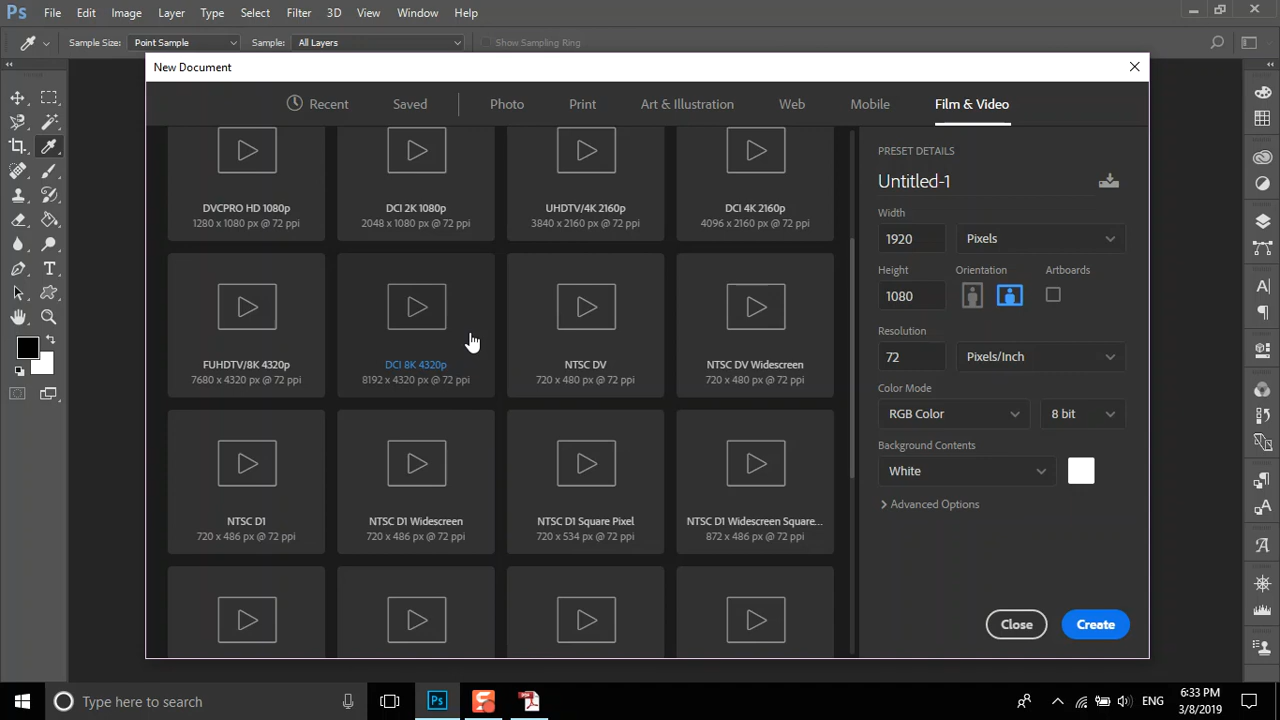 Ps File Edit Image Layer Type Select Filter 3D View Window Help
Sample Size: Point Sample Sample: All Layers Show Sampling Ring
New Document
Recent Saved Photo Print Art & Illustration Web Mobile Film & Video
DVCPRO HD 1080p
1280 x 1080 px @ 72 ppi
DCI 2K 1080p
2048 x 1080 px @ 72 ppi
UHDTV/4K 2160p
3840 x 2160 px @ 72 ppi
DCI 4K 2160p
4096 x 2160 px @ 72 ppi
FUHDTV/8K 4320p
7680 x 4320 px @ 72 ppi
DCI 8K 4320p
8192 x 4320 px @ 72 ppi
NTSC DV
720 x 480 px @ 72 ppi
NTSC DV Widescreen
720 x 480 px @ 72 ppi
NTSC D1
720 x 486 px @ 72 ppi
NTSC D1 Widescreen
720 x 486 px @ 72 ppi
NTSC D1 Square Pixel
720 x 534 px @ 72 ppi
NTSC D1 Widescreen Square...
872 x 486 px @ 72 ppi
PRESET DETAILS
Untitled-1
Width
1920 Pixels
Height Orientation Artboards
1080
Resolution
72 Pixels/Inch
Color Mode
RGB Color 8 bit
Background Contents
White
Advanced Options
Close Create
Type here to search
Ps
ENG
6:33 PM
3/8/2019